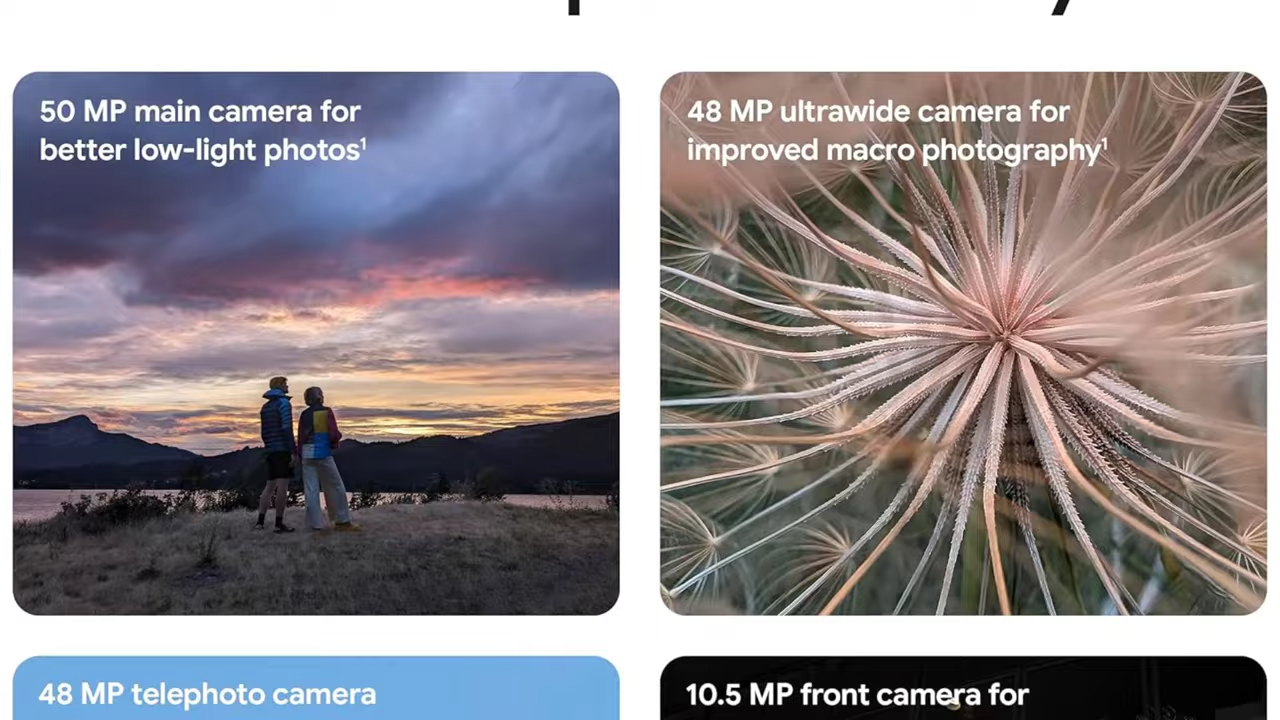 50 MP main camera for
better low-light photos¹
48 MP ultrawide camera for
improved macro photography¹
48 MP telephoto camera
10.5 MP front camera for